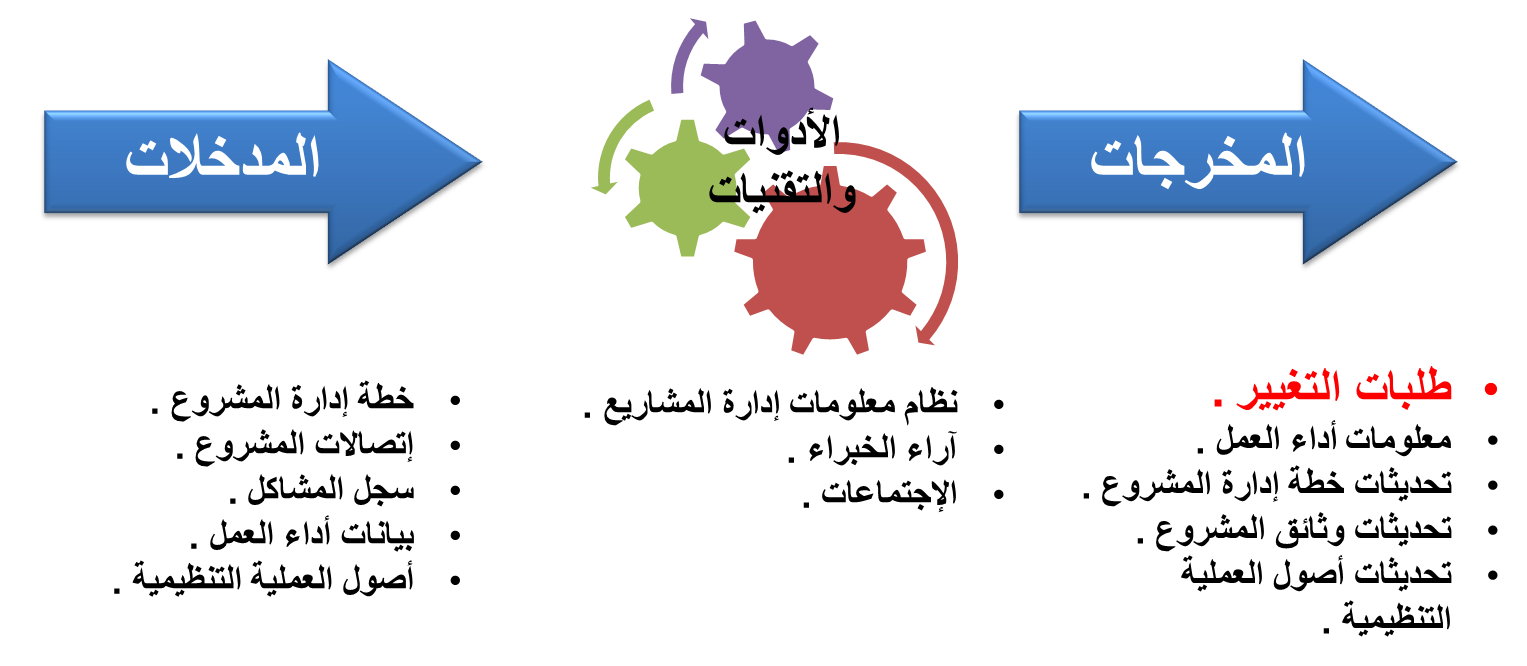 المدخلات
الأدوات
والتقنيات
المخرجات
• خطة إدارة المشروع .
• إتصالات المشروع .
• سجل المشاكل .
• بيانات أداء العمل .
• أصول العملية التنظيمية .
• نظام معلومات إدارة المشاريع .
• آراء الخبراء .
• الإجتماعات .
• طلبات التغيير .
• معلومات أداء العمل .
• تحديثات خطة إدارة المشروع .
• تحديثات وثائق المشروع .
• تحديثات أصول العملية
التنظيمية .